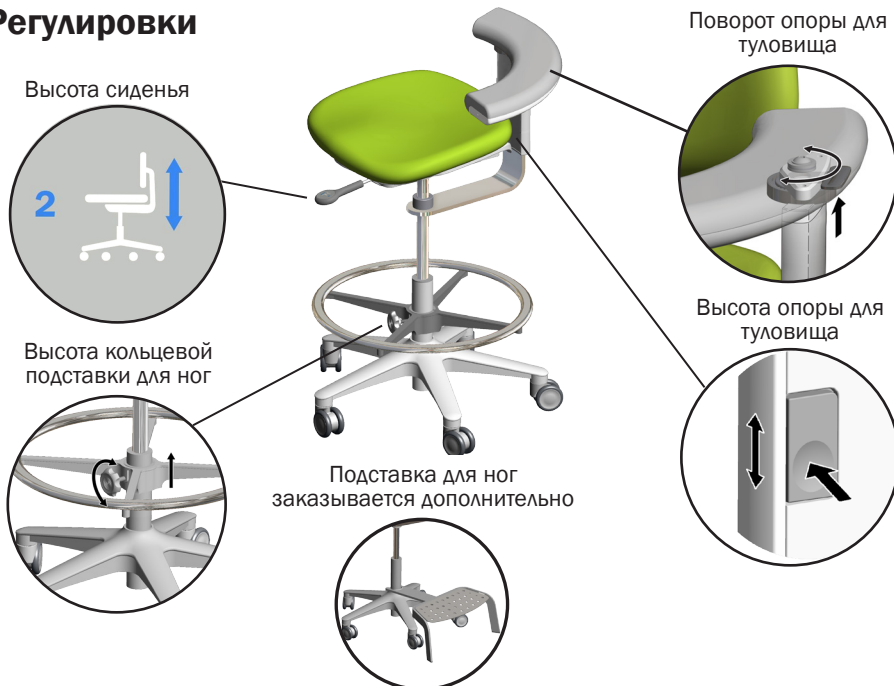 Регулировки
Поворот опоры для
туловища
Высота сиденья
2
Высота опоры для
туловища
Высота кольцевой
подставки для ног
Подставка для ног
заказывается дополнительно